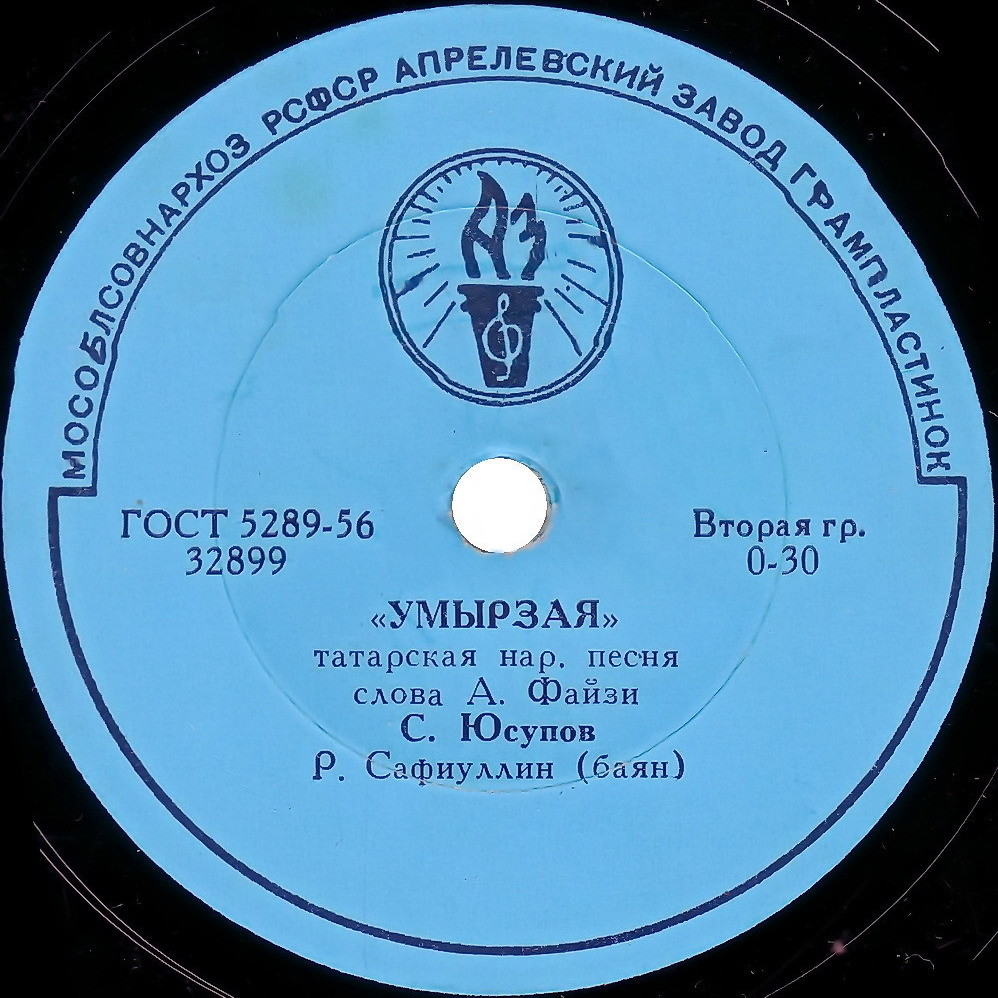 МОСОБЛСОВНАРХОЗ РСФСР АПРЕЛЕВСКИЙ ЗАВОД ГРАМПЛАСТИНОК
АЗ
ГОСТ 5289-56
32899
Вторая гр.
0-30
«УМЫРЗАЯ»
татарская нар. песня
слова А. Файзи
С. Юсупов
Р. Сафиуллин (баян)